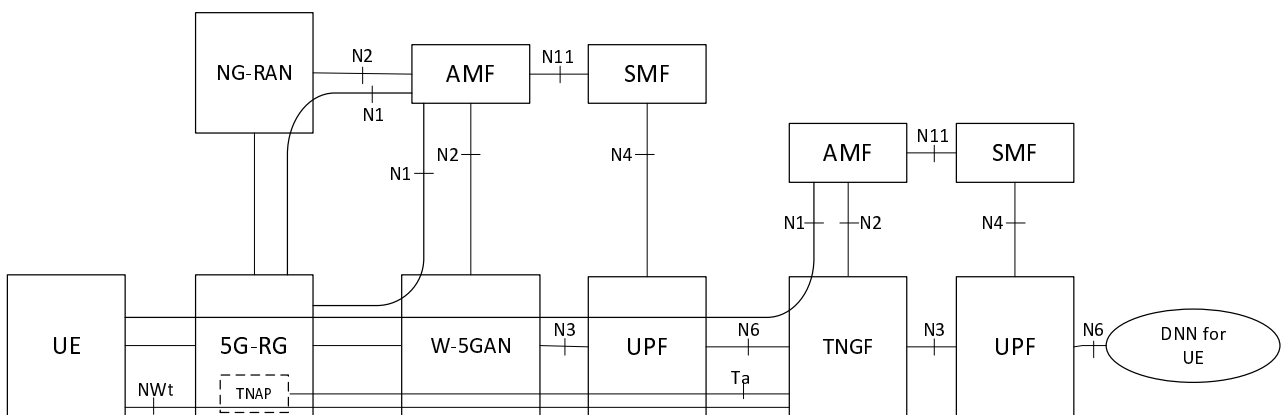 NG-RAN
N2
AMF
N11
SMF
N1
N1
N2
N4
AMF
N11
SMF
N1
N2
N4
UE
5G-RG
W-5GAN
N3
UPF
N6
TNGF
N3
UPF
N6
DNN for
UE
NWt
TNAP
Ta